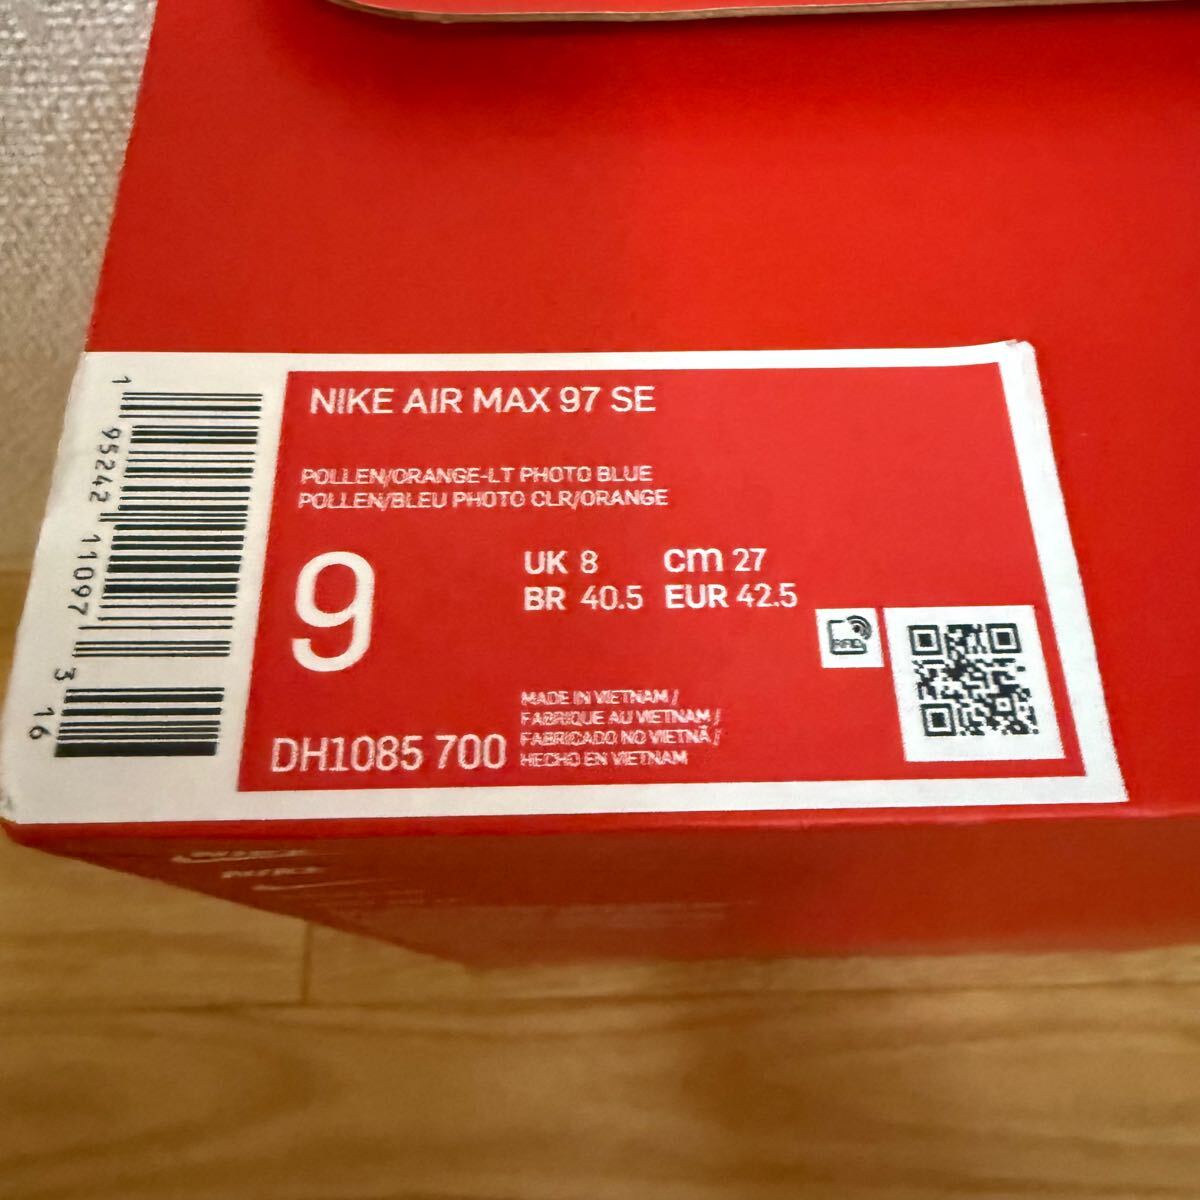 NIKE AIR MAX 97 SE
POLLEN/ORANGE-LT PHOTO BLUE
POLLEN/BLEU PHOTO CLR/ORANGE
9
UK 8 cm 27
BR 40.5 EUR 42.5
DH1085 700
MADE IN VIETNAM /
FABRIQUE AU VIETNAM /
FABRICADO NO VIETNÃ /
HECHO EN VIETNAM
1 95242 11097 3 16